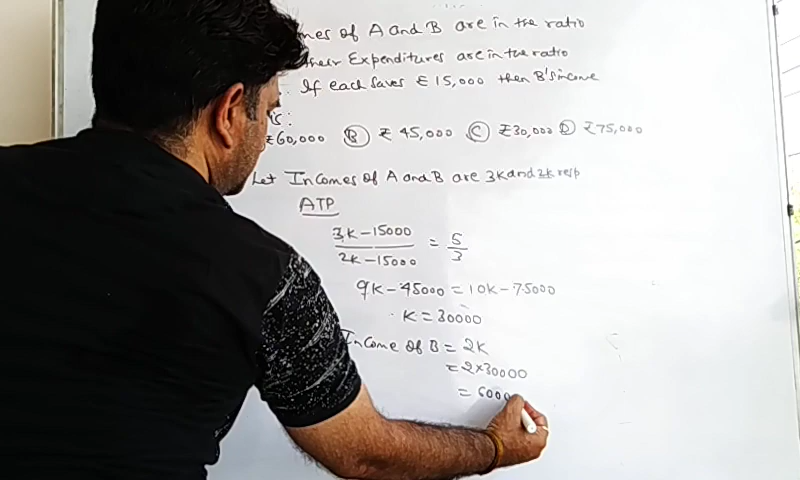 mes of A and B are in the ratio
their Expenditures are in the ratio
If each saves ₹ 15,000 then B's income
is:
₹60,000 (B) ₹ 45,000 (C) ₹30,000 (D) ₹75,000
Let Incomes of A and B are 3K and 2K resp
ATP
3K-15000 / 2K-15000 = 5/3
9K-45000 = 10K-75000
K = 30000
Income of B = 2K
= 2×30000
= 6000